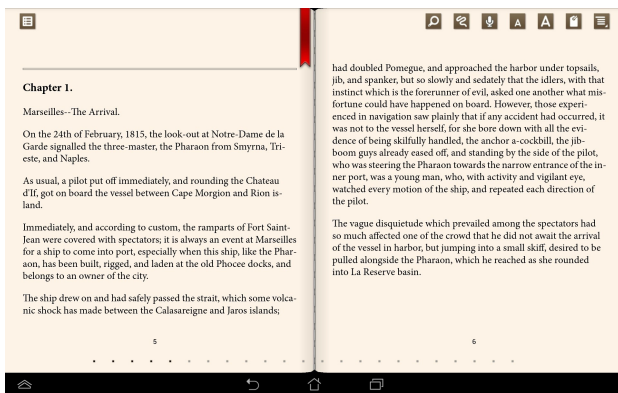 Chapter 1.
Marseilles--The Arrival.
On the 24th of February, 1815, the look-out at Notre-Dame de la
Garde signalled the three-master, the Pharaon from Smyrna, Tri-
este, and Naples.
As usual, a pilot put off immediately, and rounding the Chateau
d'If, got on board the vessel between Cape Morgion and Rion is-
land.
Immediately, and according to custom, the ramparts of Fort Saint-
Jean were covered with spectators; it is always an event at Marseilles
for a ship to come into port, especially when this ship, like the Phar-
aon, has been built, rigged, and laden at the old Phocee docks, and
belongs to an owner of the city.
The ship drew on and had safely passed the strait, which some volca-
nic shock has made between the Calasareigne and Jaros islands;
5
A A
had doubled Pomegue, and approached the harbor under topsails,
jib, and spanker, but so slowly and sedately that the idlers, with that
instinct which is the forerunner of evil, asked one another what mis-
fortune could have happened on board. However, those experi-
enced in navigation saw plainly that if any accident had occurred, it
was not to the vessel herself, for she bore down with all the evi-
dence of being skilfully handled, the anchor a-cockbill, the jib-
boom guys already eased off, and standing by the side of the pilot,
who was steering the Pharaon towards the narrow entrance of the in-
ner port, was a young man, who, with activity and vigilant eye,
watched every motion of the ship, and repeated each direction of
the pilot.
The vague disquietude which prevailed among the spectators had
so much affected one of the crowd that he did not await the arrival
of the vessel in harbor, but jumping into a small skiff, desired to be
pulled alongside the Pharaon, which he reached as she rounded
into La Reserve basin.
6